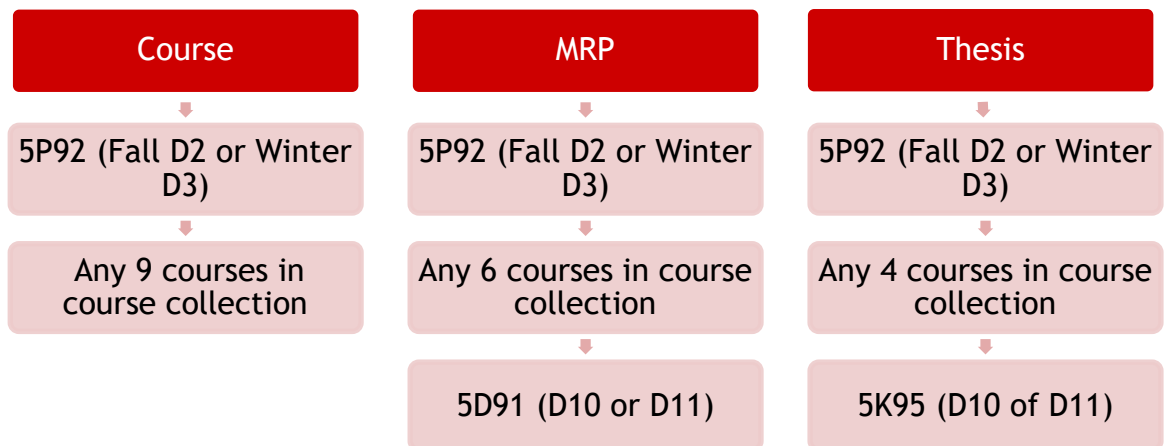 Course
5P92 (Fall D2 or Winter
D3)
Any 9 courses in
course collection
MRP
5P92 (Fall D2 or Winter
D3)
Any 6 courses in course
collection
5D91 (D10 or D11)
Thesis
5P92 (Fall D2 or Winter
D3)
Any 4 courses in course
collection
5K95 (D10 of D11)